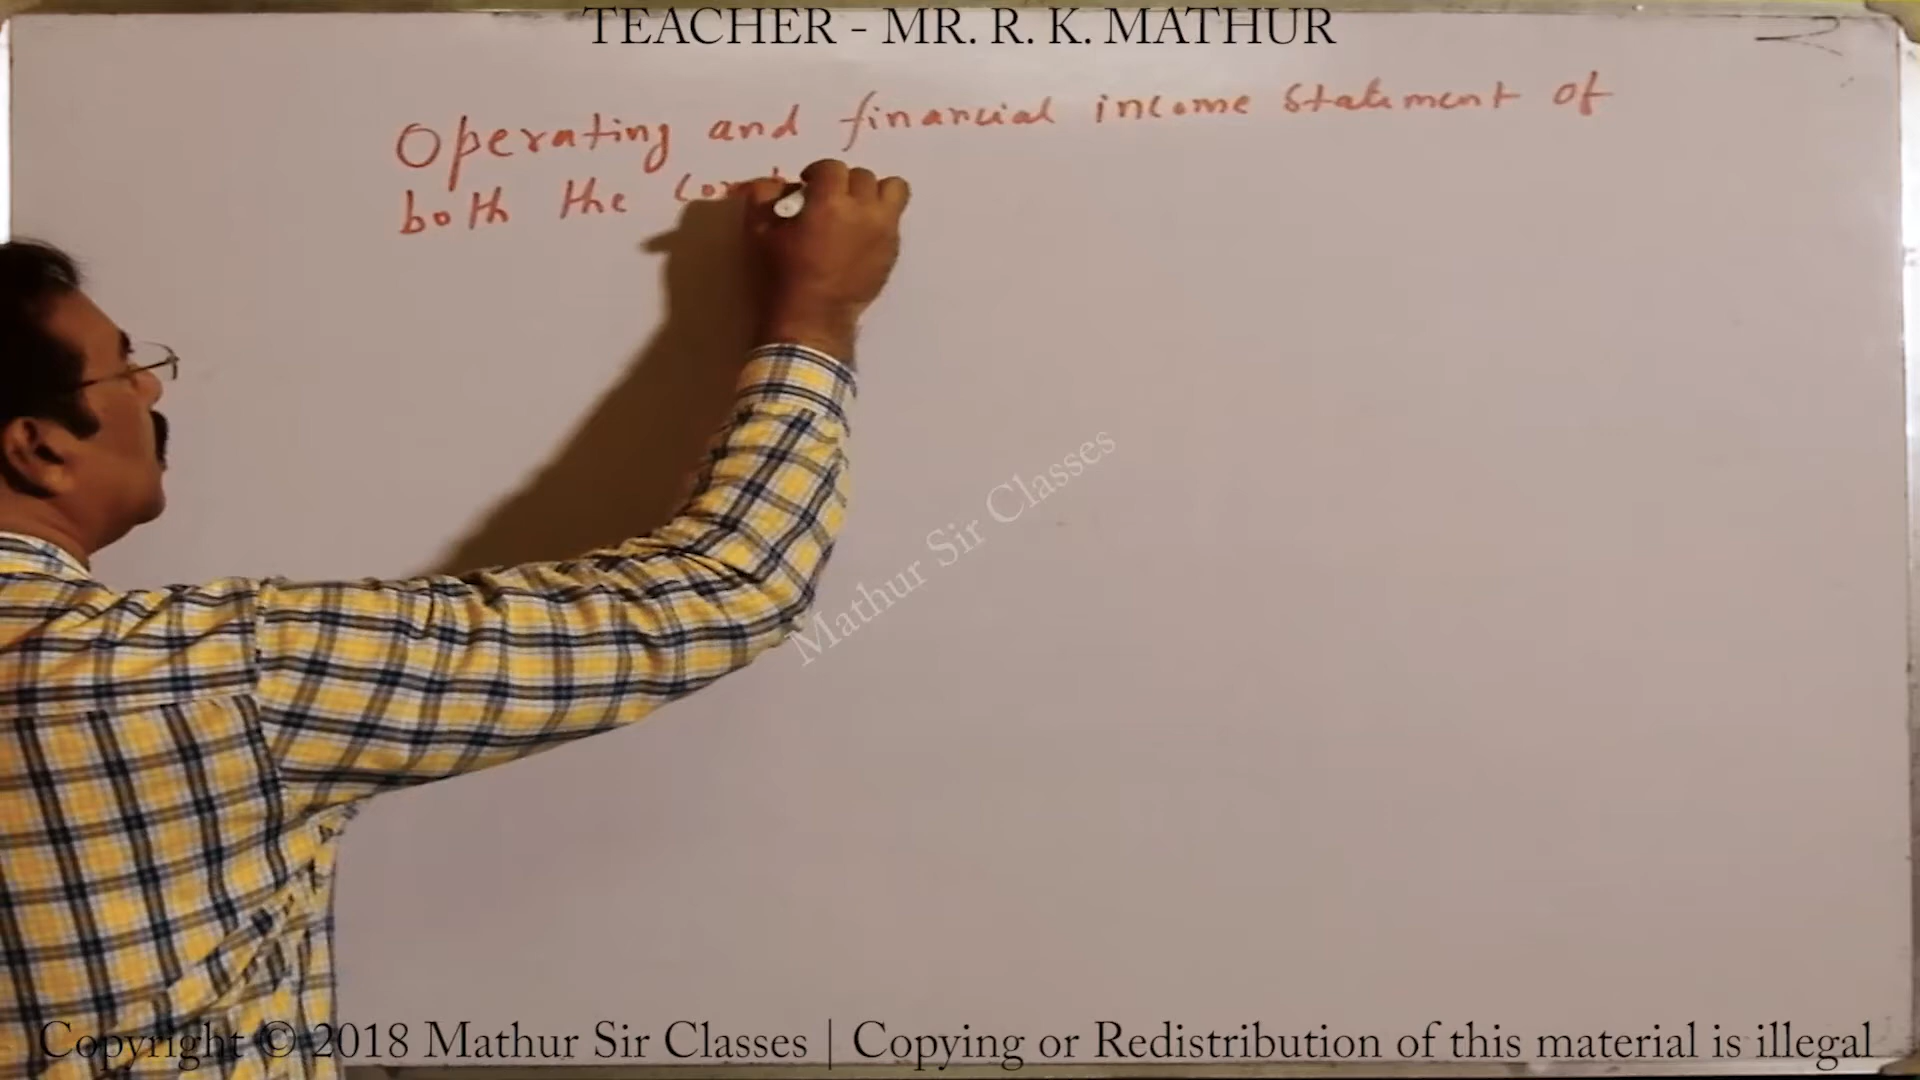 TEACHER - MR. R. K. MATHUR
Operating and financial income statement of
both the
Mathur Sir Classes
Copyright © 2018 Mathur Sir Classes | Copying or Redistribution of this material is illegal